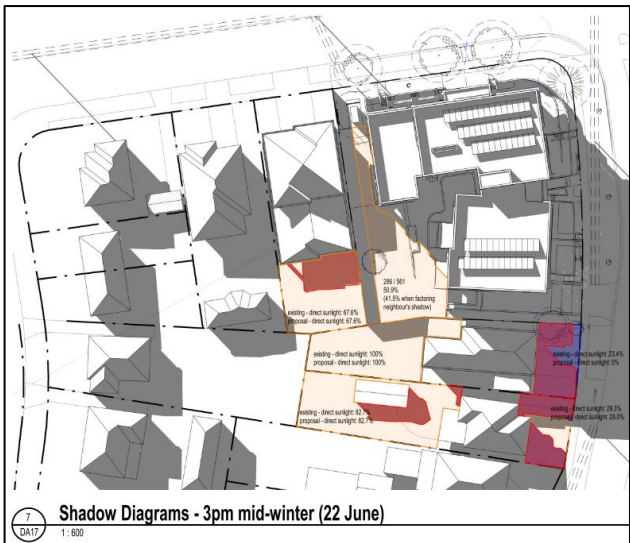 286 / 561
50.9%
(41.5% when factoring
neighbour's shadow)
existing - direct sunlight: 67.6%
proposal - direct sunlight: 67.6%
existing - direct sunlight: 100%
proposal - direct sunlight: 100%
existing - direct sunlight: 23.4%
proposal - direct sunlight: 0%
existing - direct sunlight: 82.7%
proposal - direct sunlight: 82.7%
existing - direct sunlight: 29.3%
proposal - direct sunlight: 29.0%
7
DA17
Shadow Diagrams - 3pm mid-winter (22 June)
1 : 600